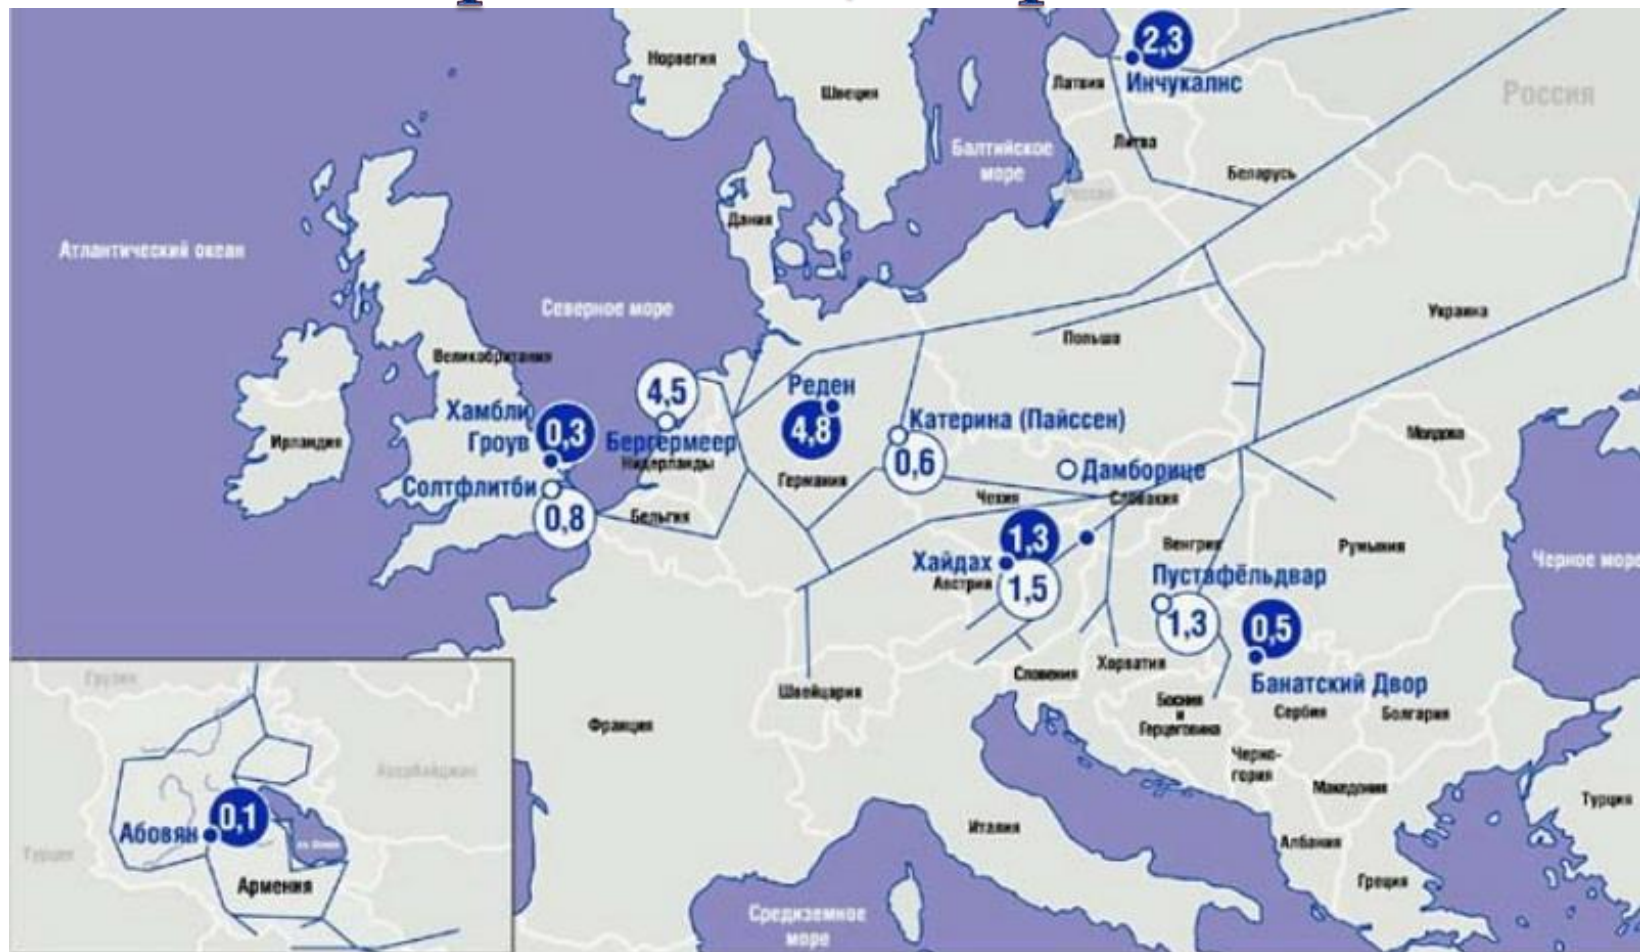 Норвегия
Швеция
2,3
Инчукалнс
Латвия
Россия
Литва
Балтийское
море
Беларусь
Россия
Дания
Атлантический океан
Северное море
Украина
Польша
Великобритания
4,5
Бергермеер
Нидерланды
Реден
4,8
Германия
Хамбли
Гроув
0,3
Ирландия
Солтфлитби
0,8
Бельгия
Катерина (Пайссен)
0,6
Дамборице
Чехия
Словакия
Молдова
Хайдах
1,3
Австрия
1,5
Венгрия
Румыния
Черное море
Пустафёльдвар
1,3
0,5
Банатский Двор
Словения
Хорватия
Швейцария
Франция
Босния
и
Герцеговина
Сербия
Болгария
Черно-
гория
Македония
Турция
Италия
Албания
Греция
Средиземное
море
Грузия
Азербайджан
Турция
Абовян
0,1
Армения